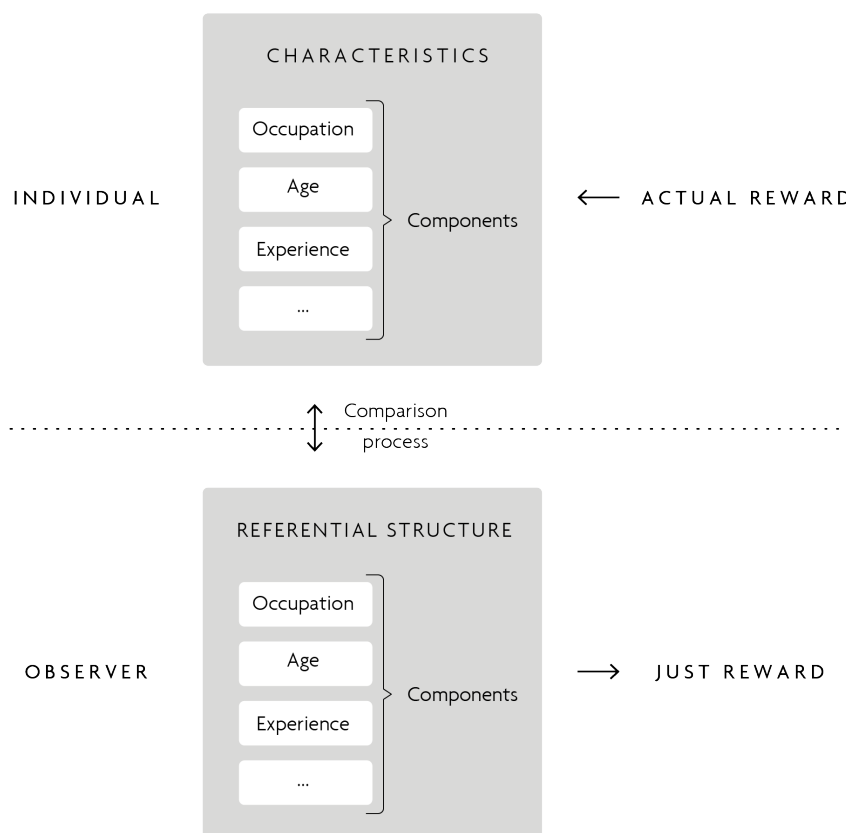 CHARACTERISTICS
Occupation
Age
INDIVIDUAL
ACTUAL REWARD
Components
Experience
...
Comparison
process
REFERENTIAL STRUCTURE
Occupation
Age
OBSERVER
JUST REWARD
Components
Experience
...